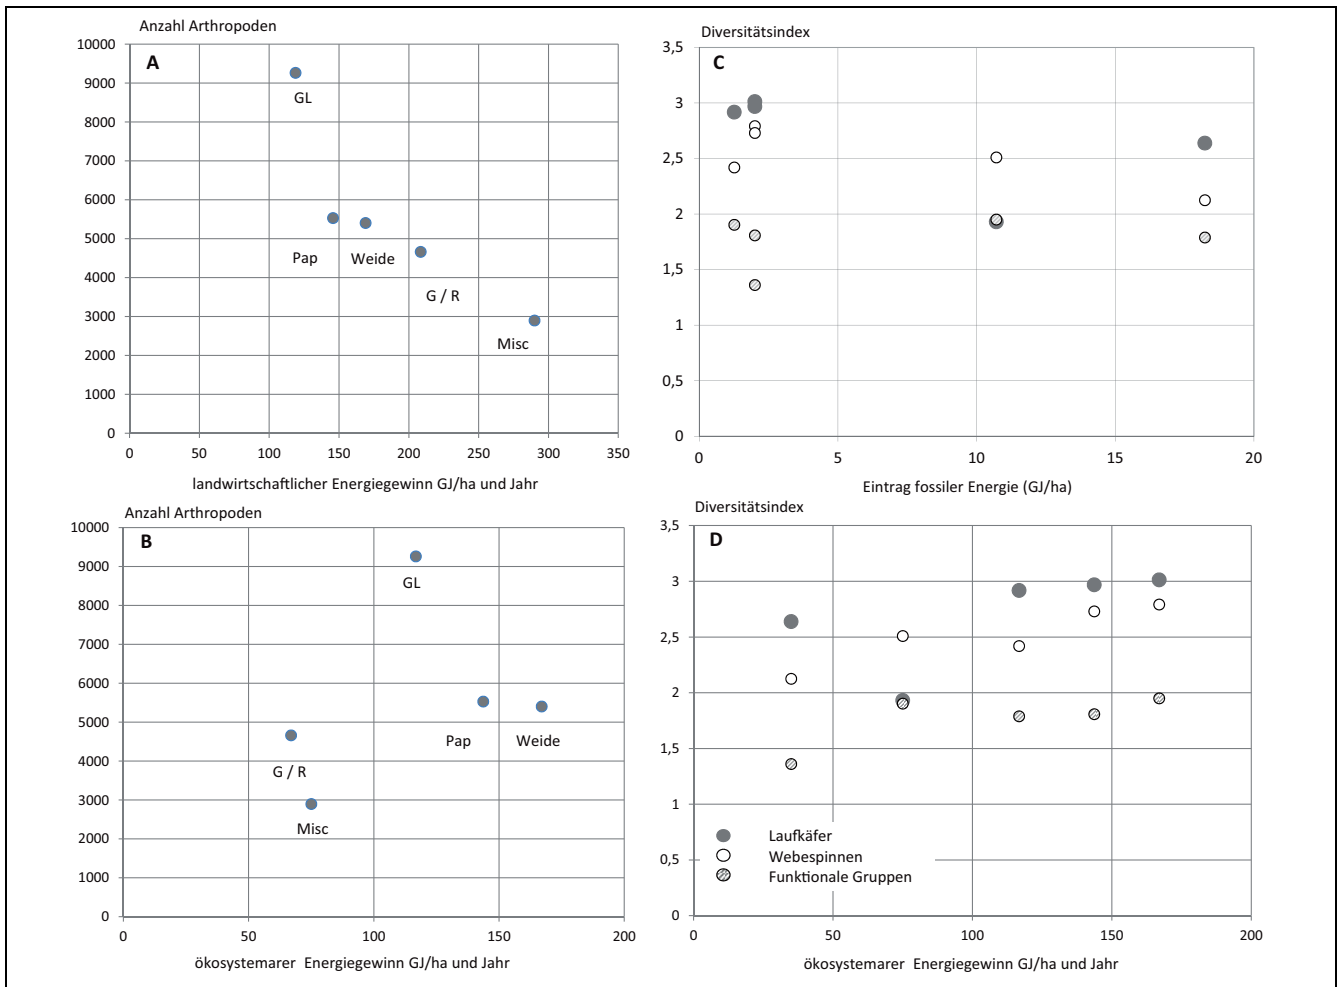 Anzahl Arthropoden
A
10000
9000
8000
7000
6000
5000
4000
3000
2000
1000
0
GL
Pap
Weide
G / R
Misc
0 50 100 150 200 250 300 350
landwirtschaftlicher Energiegewinn GJ/ha und Jahr
Diversitätsindex
C
3,5
3
2,5
2
1,5
1
0,5
0
0 5 10 15 20
Eintrag fossiler Energie (GJ/ha)
Anzahl Arthropoden
B
10000
9000
8000
7000
6000
5000
4000
3000
2000
1000
0
GL
Pap
Weide
G / R
Misc
0 50 100 150 200
ökosystemarer Energiegewinn GJ/ha und Jahr
Diversitätsindex
D
3,5
3
2,5
2
1,5
1
0,5
0
Laufkäfer
Webespinnen
Funktionale Gruppen
0 50 100 150 200
ökosystemarer Energiegewinn GJ/ha und Jahr